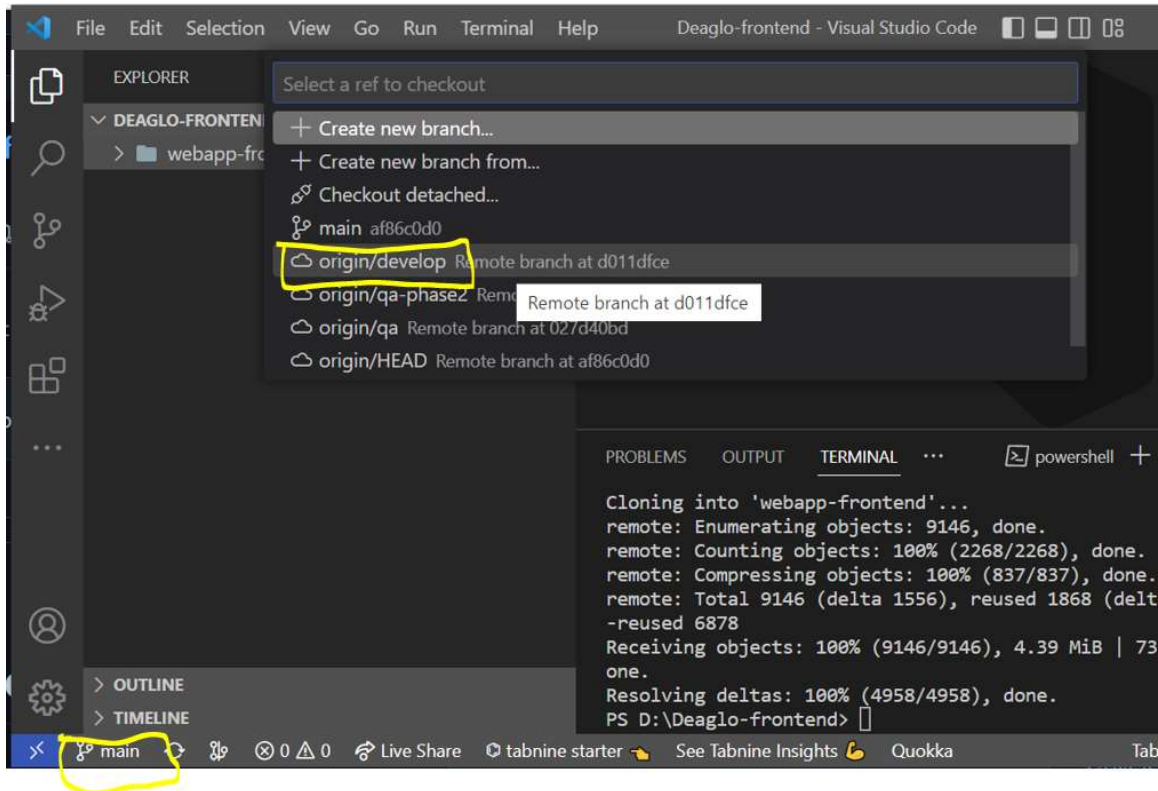 File Edit Selection View Go Run Terminal Help Deaglo-frontend - Visual Studio Code
EXPLORER
Select a ref to checkout
DEAGLO-FRONTEN
Create new branch...
webapp-fro
Create new branch from...
Checkout detached...
main af86c0d0
origin/develop Remote branch at d011dfce
origin/qa-phase2 Remo
Remote branch at d011dfce
origin/qa Remote branch at 027d40bd
origin/HEAD Remote branch at af86c0d0
PROBLEMS OUTPUT TERMINAL ... powershell
Cloning into 'webapp-frontend'...
remote: Enumerating objects: 9146, done.
remote: Counting objects: 100% (2268/2268), done.
remote: Compressing objects: 100% (837/837), done.
remote: Total 9146 (delta 1556), reused 1868 (delt
-reused 6878
Receiving objects: 100% (9146/9146), 4.39 MiB | 73
one.
Resolving deltas: 100% (4958/4958), done.
PS D:\Deaglo-frontend>
OUTLINE
TIMELINE
main 0 0 Live Share tabnine starter See Tabnine Insights Quokka Tab